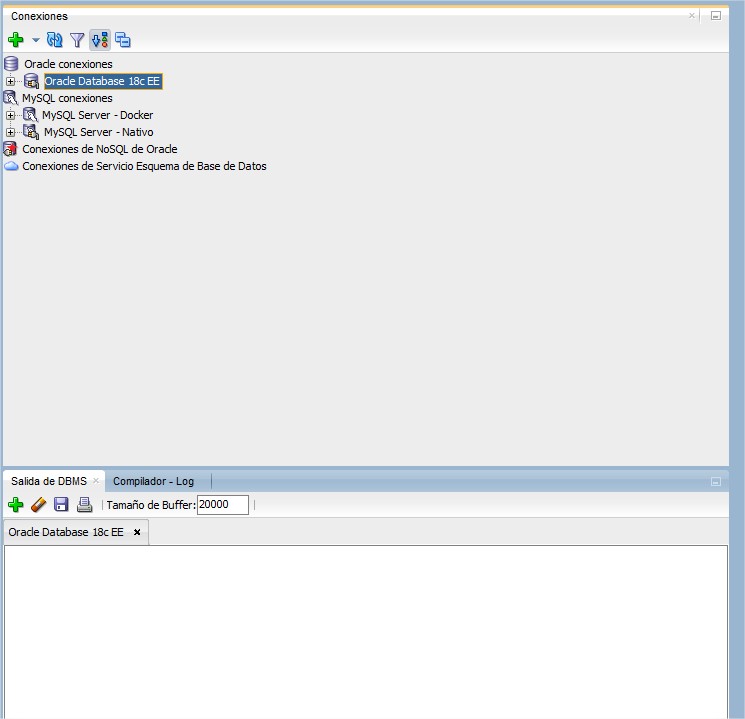 Conexiones
Oracle conexiones
Oracle Database 18c EE
MySQL conexiones
MySQL Server - Docker
MySQL Server - Nativo
Conexiones de NoSQL de Oracle
Conexiones de Servicio Esquema de Base de Datos
Salida de DBMS Compilador - Log
Tamaño de Buffer: 20000
Oracle Database 18c EE